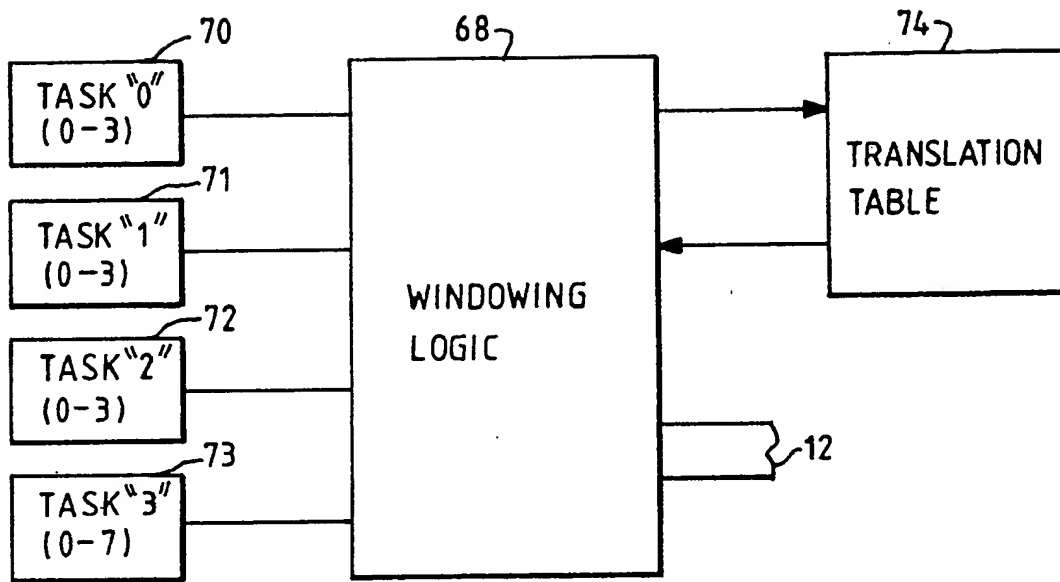 70
TASK "0"
(0-3)
71
TASK "1"
(0-3)
72
TASK "2"
(0-3)
73
TASK "3"
(0-7)
68
WINDOWING
LOGIC
74
TRANSLATION
TABLE
12